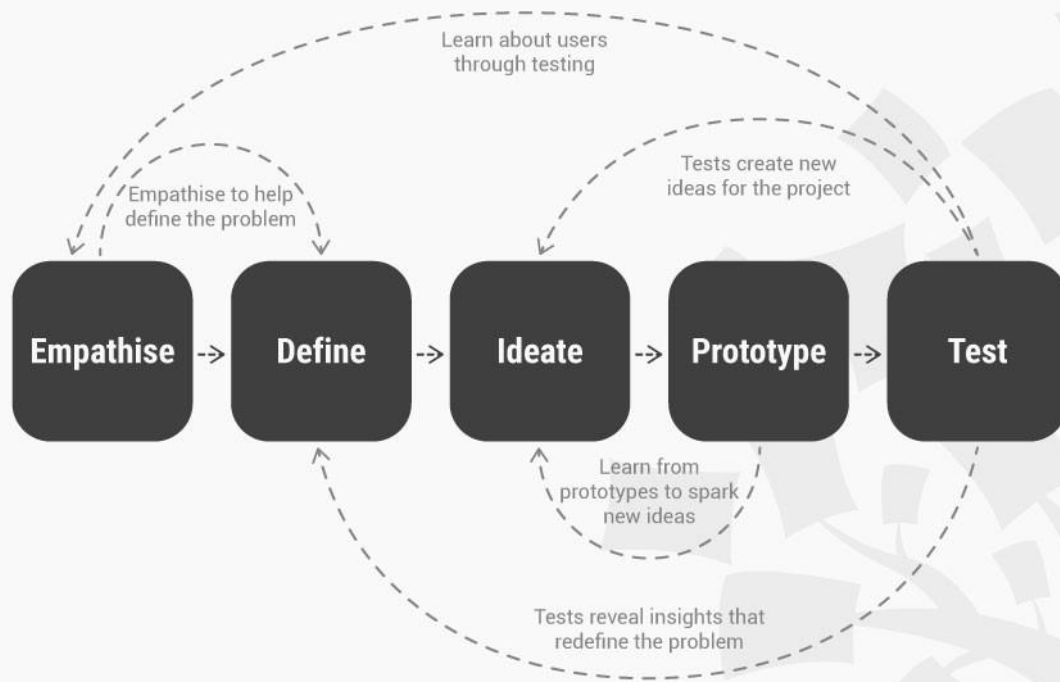 Learn about users
through testing
Tests create new
ideas for the project
Empathise to help
define the problem
Empathise
Define
Ideate
Prototype
Test
Learn from
prototypes to spark
new ideas
Tests reveal insights that
redefine the problem